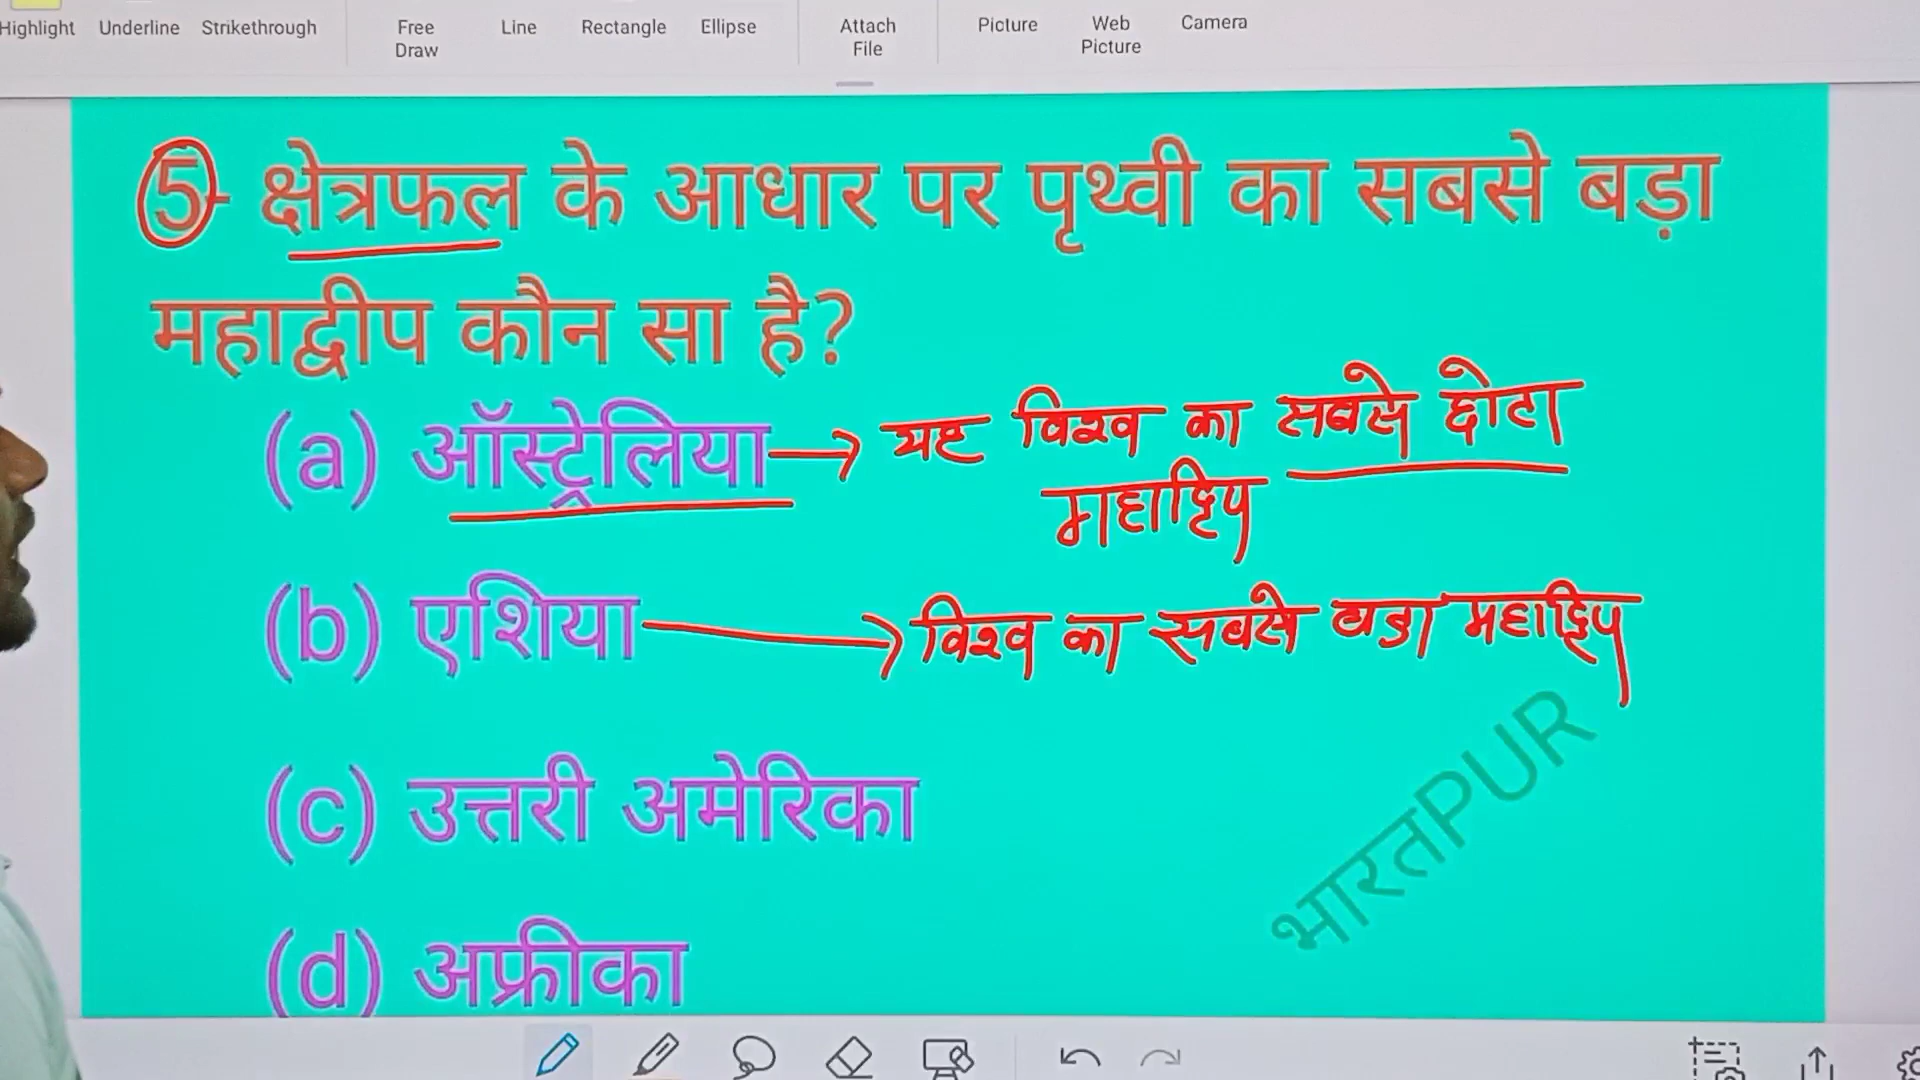 Highlight Underline Strikethrough Free Draw Line Rectangle Ellipse Attach File Picture Web Picture Camera
5- क्षेत्रफल के आधार पर पृथ्वी का सबसे बड़ा
महाद्वीप कौन सा है?
(a) ऑस्ट्रेलिया → यह विश्व का सबसे छोटा
महाद्विप
(b) एशिया → विश्व का सबसे बडा महाद्विप
(c) उत्तरी अमेरिका
(d) अफ्रीका
भारतPUR